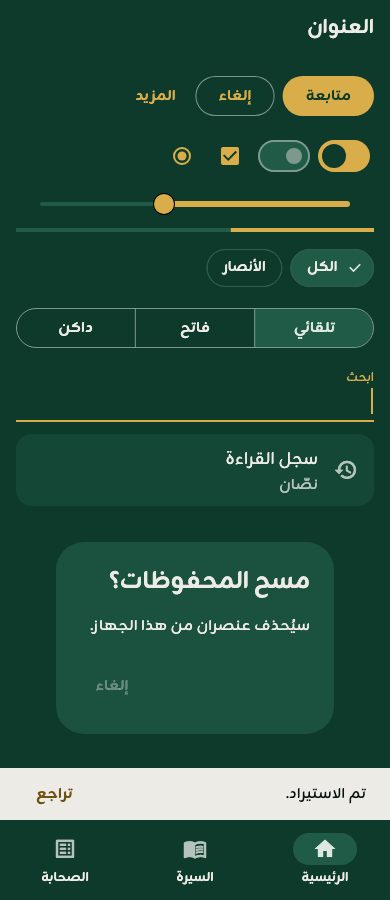 العنوان
متابعة
إلغاء
المزيد
الكل
الأنصار
تلقائي
فاتح
داكن
ابحث
سجل القراءة
نصّان
مسح المحفوظات؟
سيُحذف عنصران من هذا الجهاز.
إلغاء
تم الاستيراد.
تراجع
الرئيسية
السيرة
الصحابة